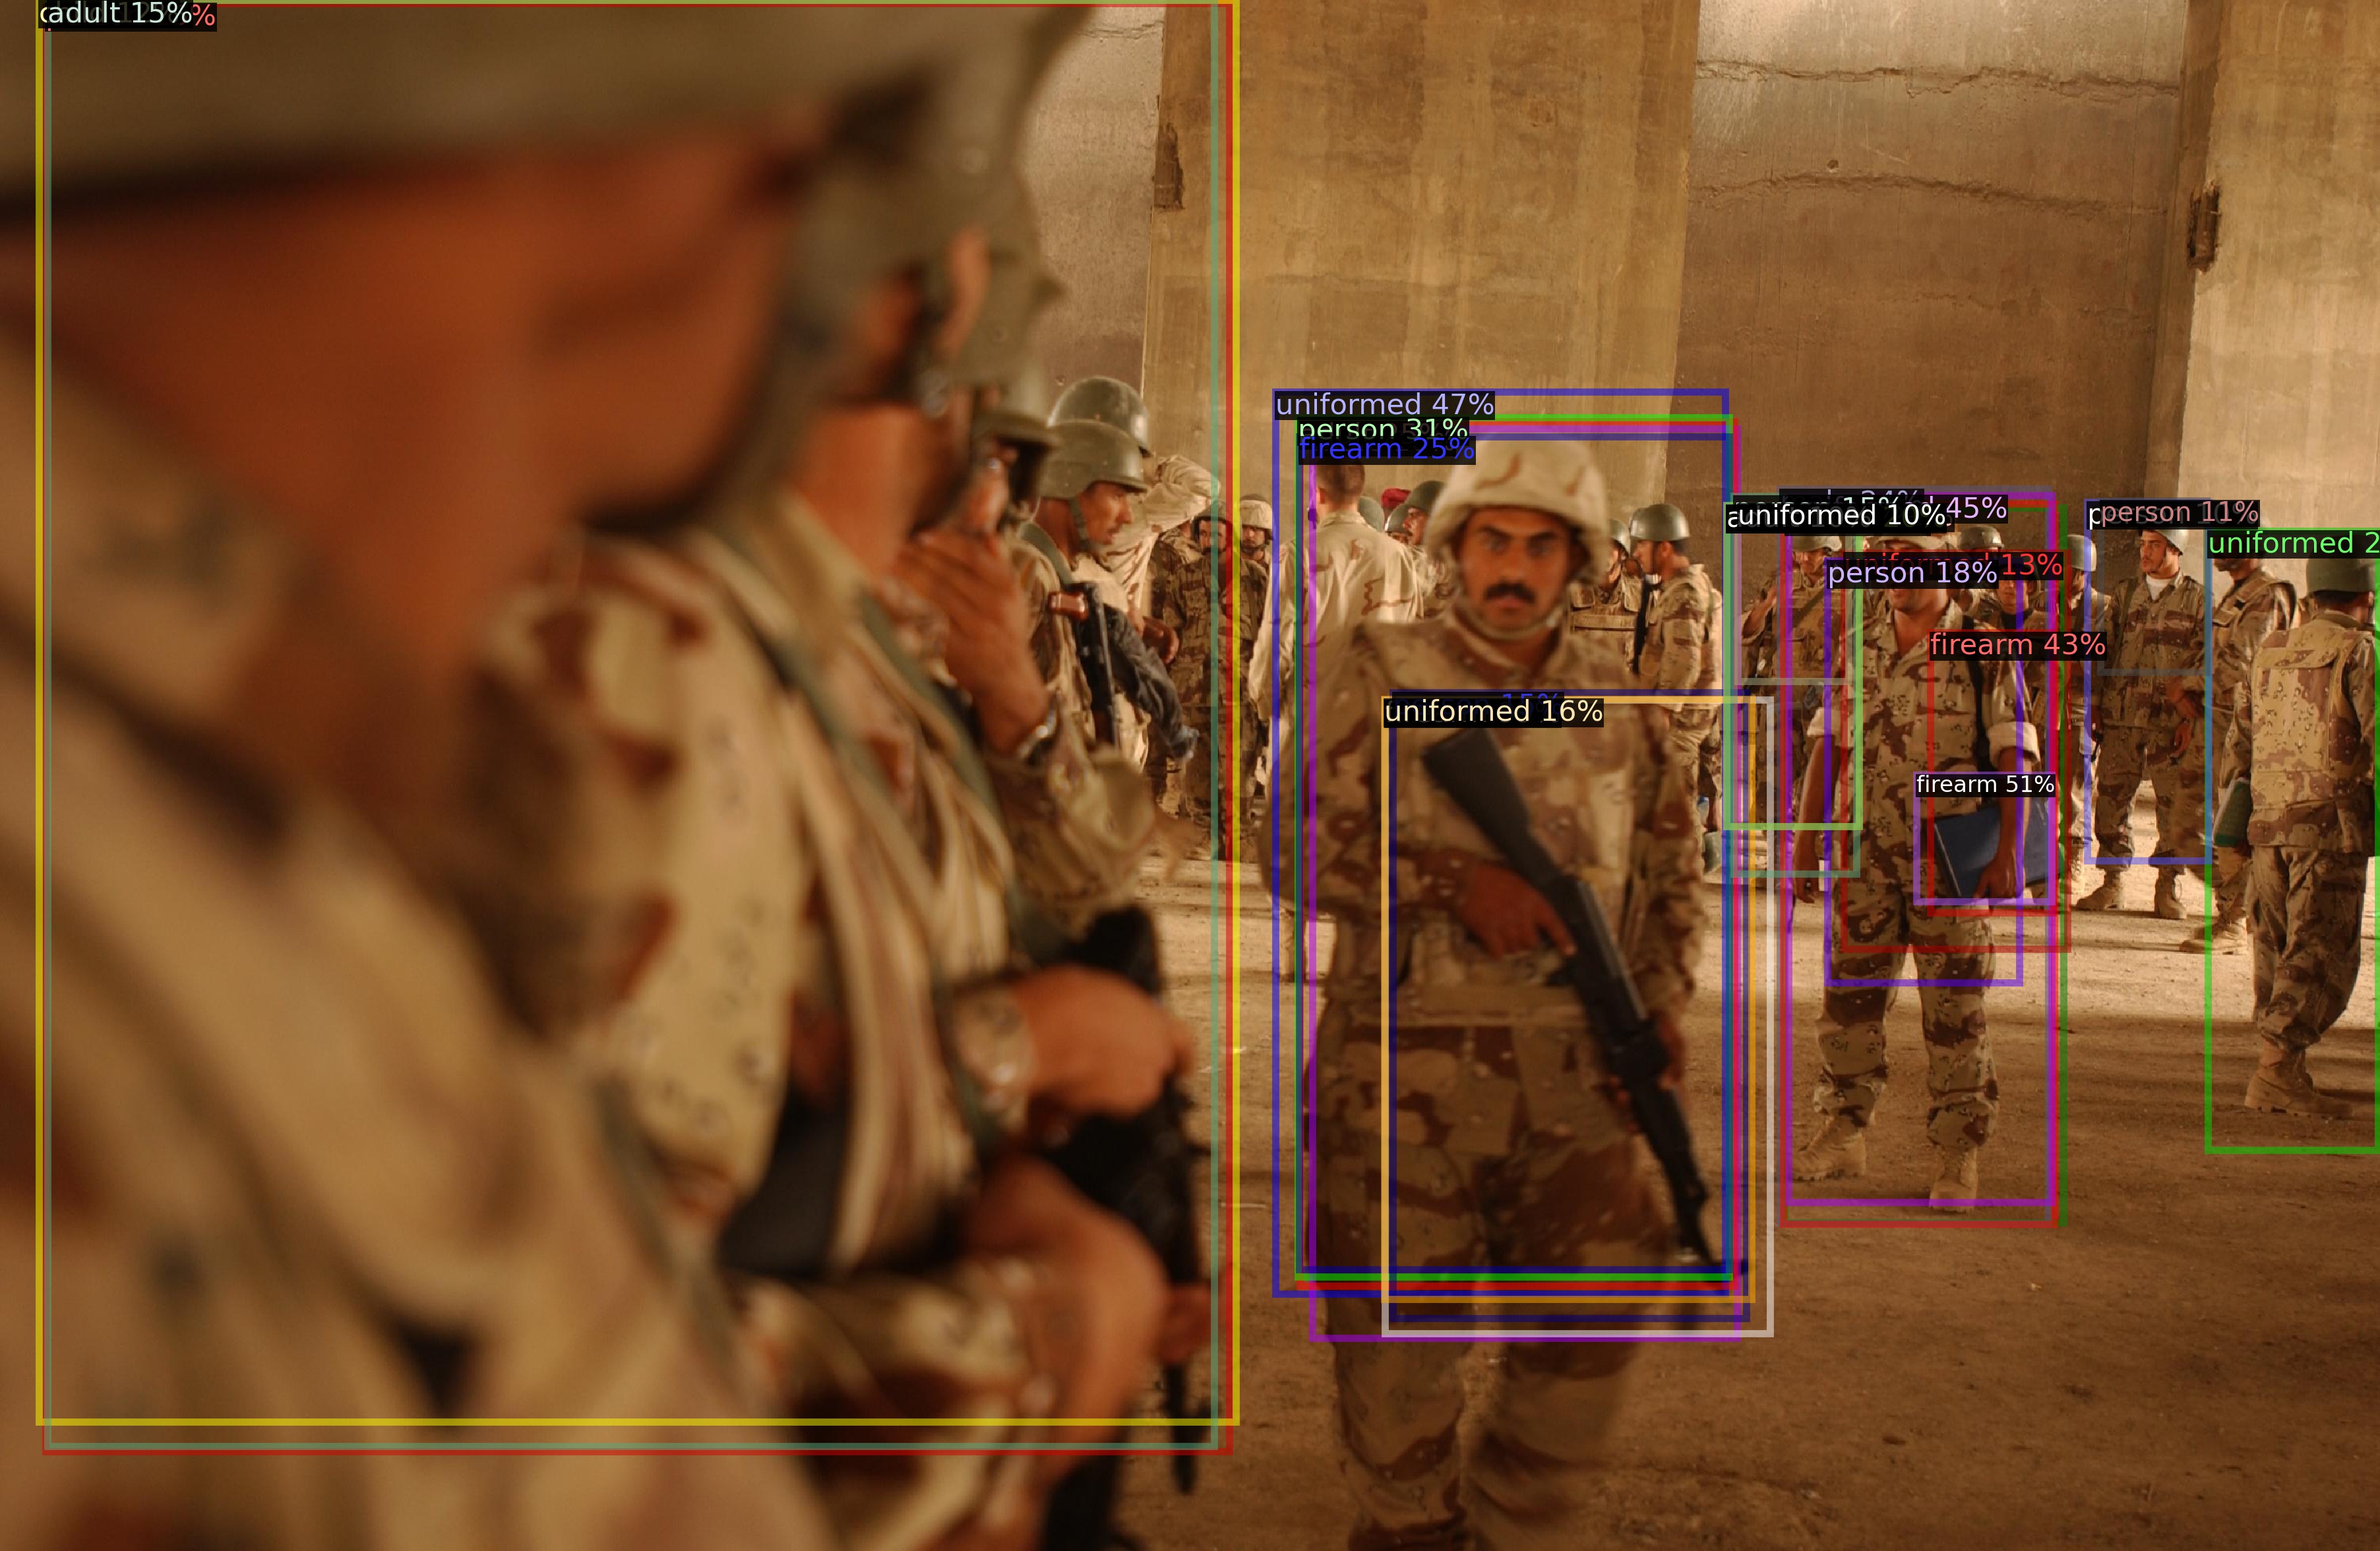 adult 15%
%
uniformed 47%
person 31%
firearm 25%
45%
uniformed 10%
person 11%
uniformed 2
13%
person 18%
firearm 43%
15%
uniformed 16%
firearm 51%